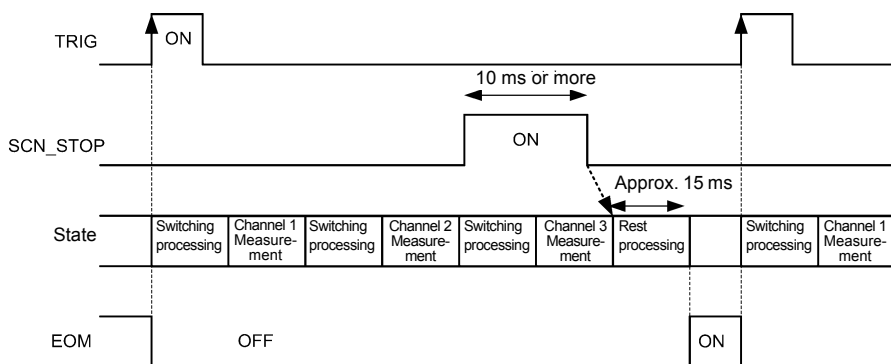 TRIG
ON
10 ms or more
SCN_STOP
ON
Approx. 15 ms
State
Switching
processing
Channel 1
Measure-
ment
Switching
processing
Channel 2
Measure-
ment
Switching
processing
Channel 3
Measure-
ment
Rest
processing
Switching
processing
Channel 1
Measure-
ment
EOM
OFF
ON